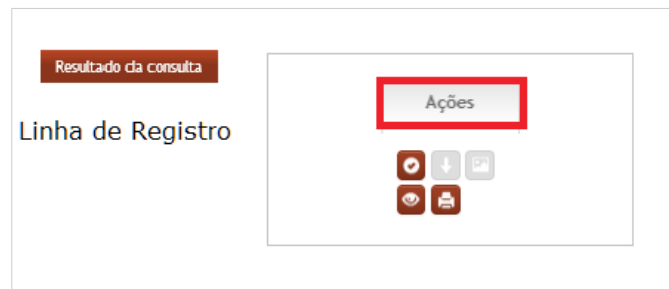 Resultado da consulta
Ações
Linha de Registro